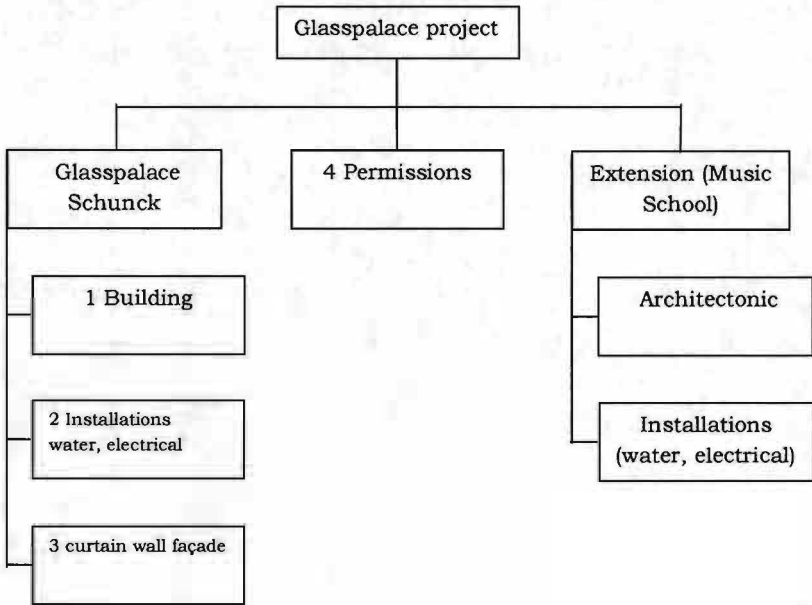 Glasspalace project
Glasspalace
Schunck
4 Permissions
Extension (Music
School)
1 Building
Architectonic
2 Installations
water, electrical
Installations
(water, electrical)
3 curtain wall façade